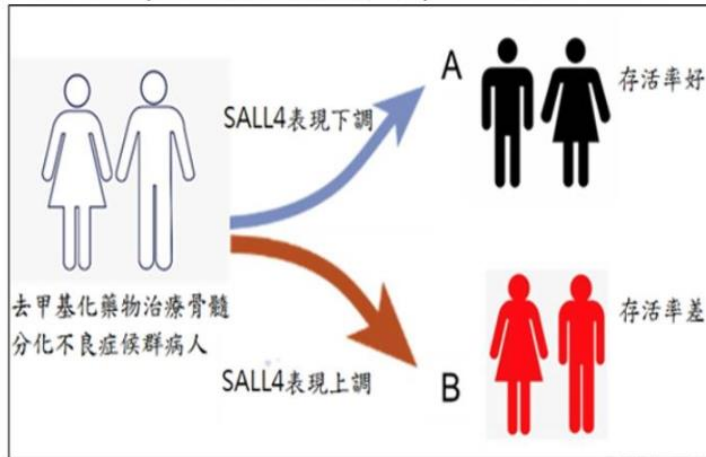 A
存活率好
SALL4表現下調
去甲基化藥物治療骨髓
分化不良症候群病人
存活率差
SALL4表現上調
B